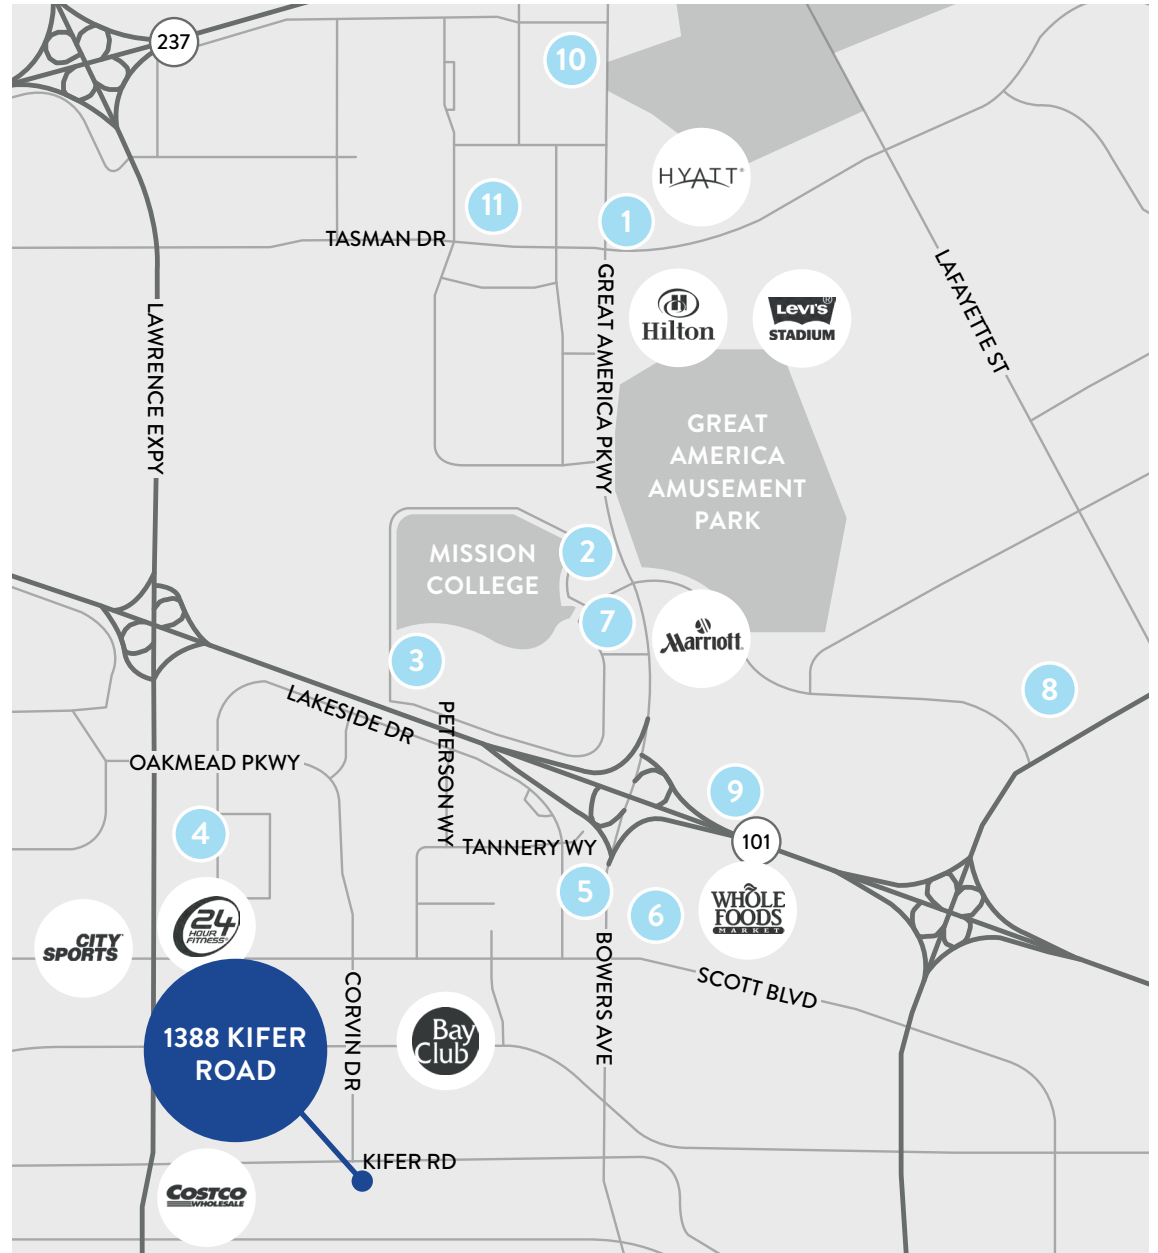 237
10
HYATT®
11
1
TASMAN DR
LAFAYETTE ST
GREAT AMERICA PKWY
LAWRENCE EXPY
Hilton
LEVI'S®
STADIUM
GREAT
AMERICA
AMUSEMENT
PARK
MISSION
COLLEGE
2
7
Marriott®
3
8
LAKESIDE DR
PETERSON WY
OAKMEAD PKWY
9
4
101
TANNERY WY
5
6
WHOLE
FOODS
MARKET
24
HOUR
FITNESS®
CITY
SPORTS
BOWERS AVE
SCOTT BLVD
CORVIN DR
Bay
Club
1388 KIFER
ROAD
KIFER RD
COSTCO
WHOLESALE